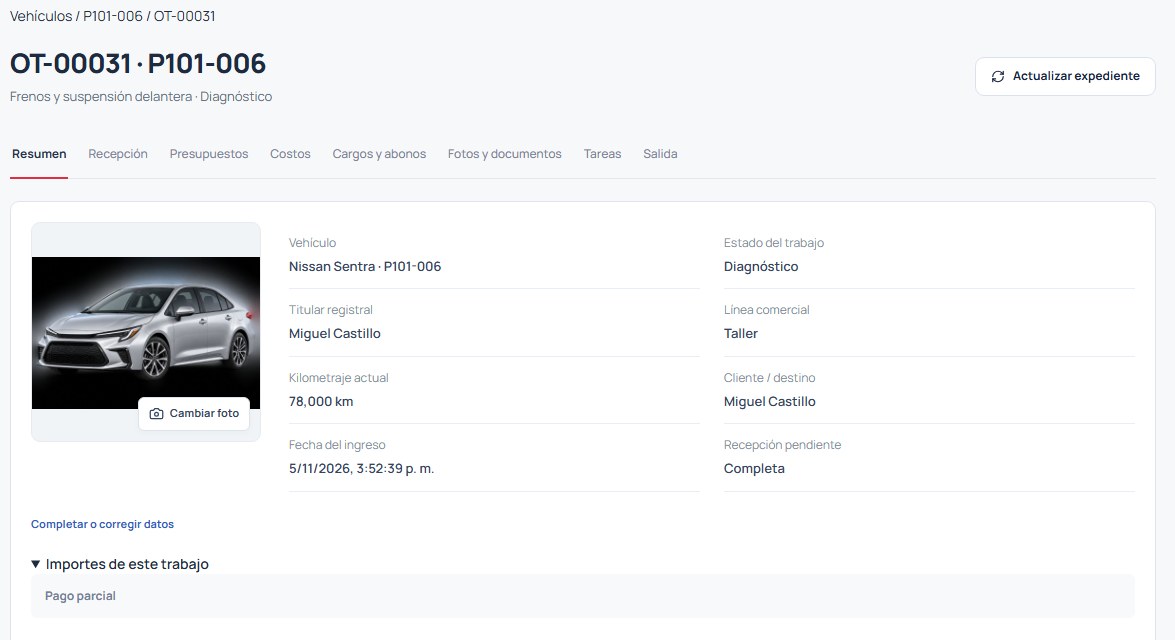 Vehículos / P101-006 / OT-00031
OT-00031 · P101-006
Actualizar expediente
Frenos y suspensión delantera · Diagnóstico
Resumen Recepción Presupuestos Costos Cargos y abonos Fotos y documentos Tareas Salida
Vehículo
Nissan Sentra · P101-006
Estado del trabajo
Diagnóstico
Titular registral
Miguel Castillo
Línea comercial
Taller
Kilometraje actual
78,000 km
Cliente / destino
Miguel Castillo
Cambiar foto
Fecha del ingreso
5/11/2026, 3:52:39 p. m.
Recepción pendiente
Completa
Completar o corregir datos
▼ Importes de este trabajo
Pago parcial